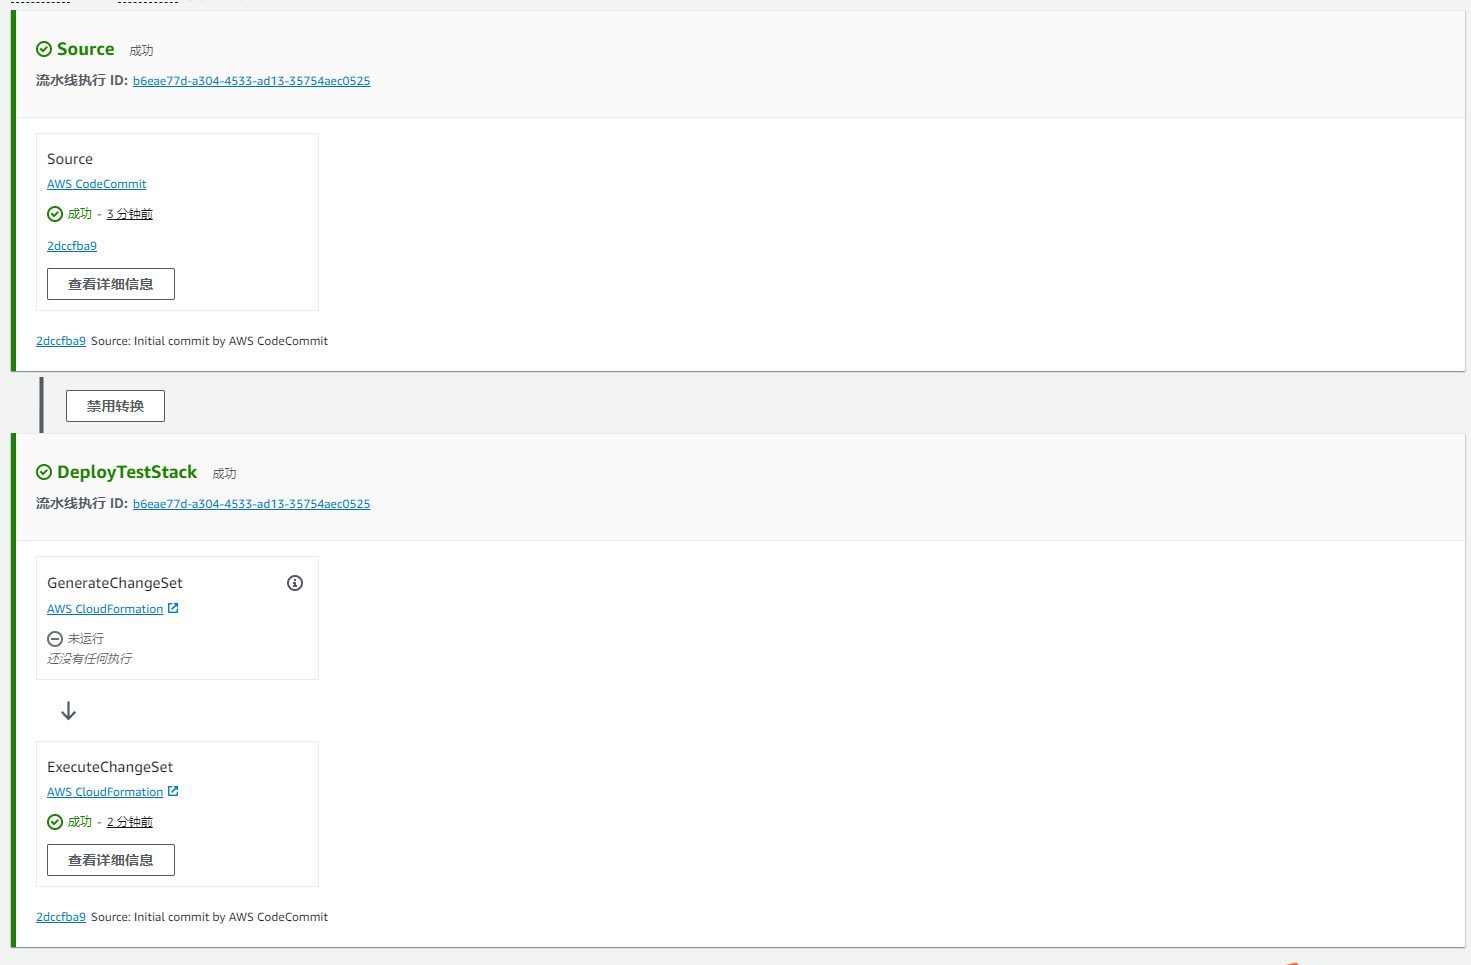 Source 成功
流水线执行 ID: b6eae77d-a304-4533-ad13-35754aec0525
Source
AWS CodeCommit
成功 - 3 分钟前
2dccfba9
查看详细信息
2dccfba9 Source: Initial commit by AWS CodeCommit
禁用转换
DeployTestStack 成功
流水线执行 ID: b6eae77d-a304-4533-ad13-35754aec0525
GenerateChangeSet
AWS CloudFormation
未运行
还没有任何执行
ExecuteChangeSet
AWS CloudFormation
成功 - 2 分钟前
查看详细信息
2dccfba9 Source: Initial commit by AWS CodeCommit